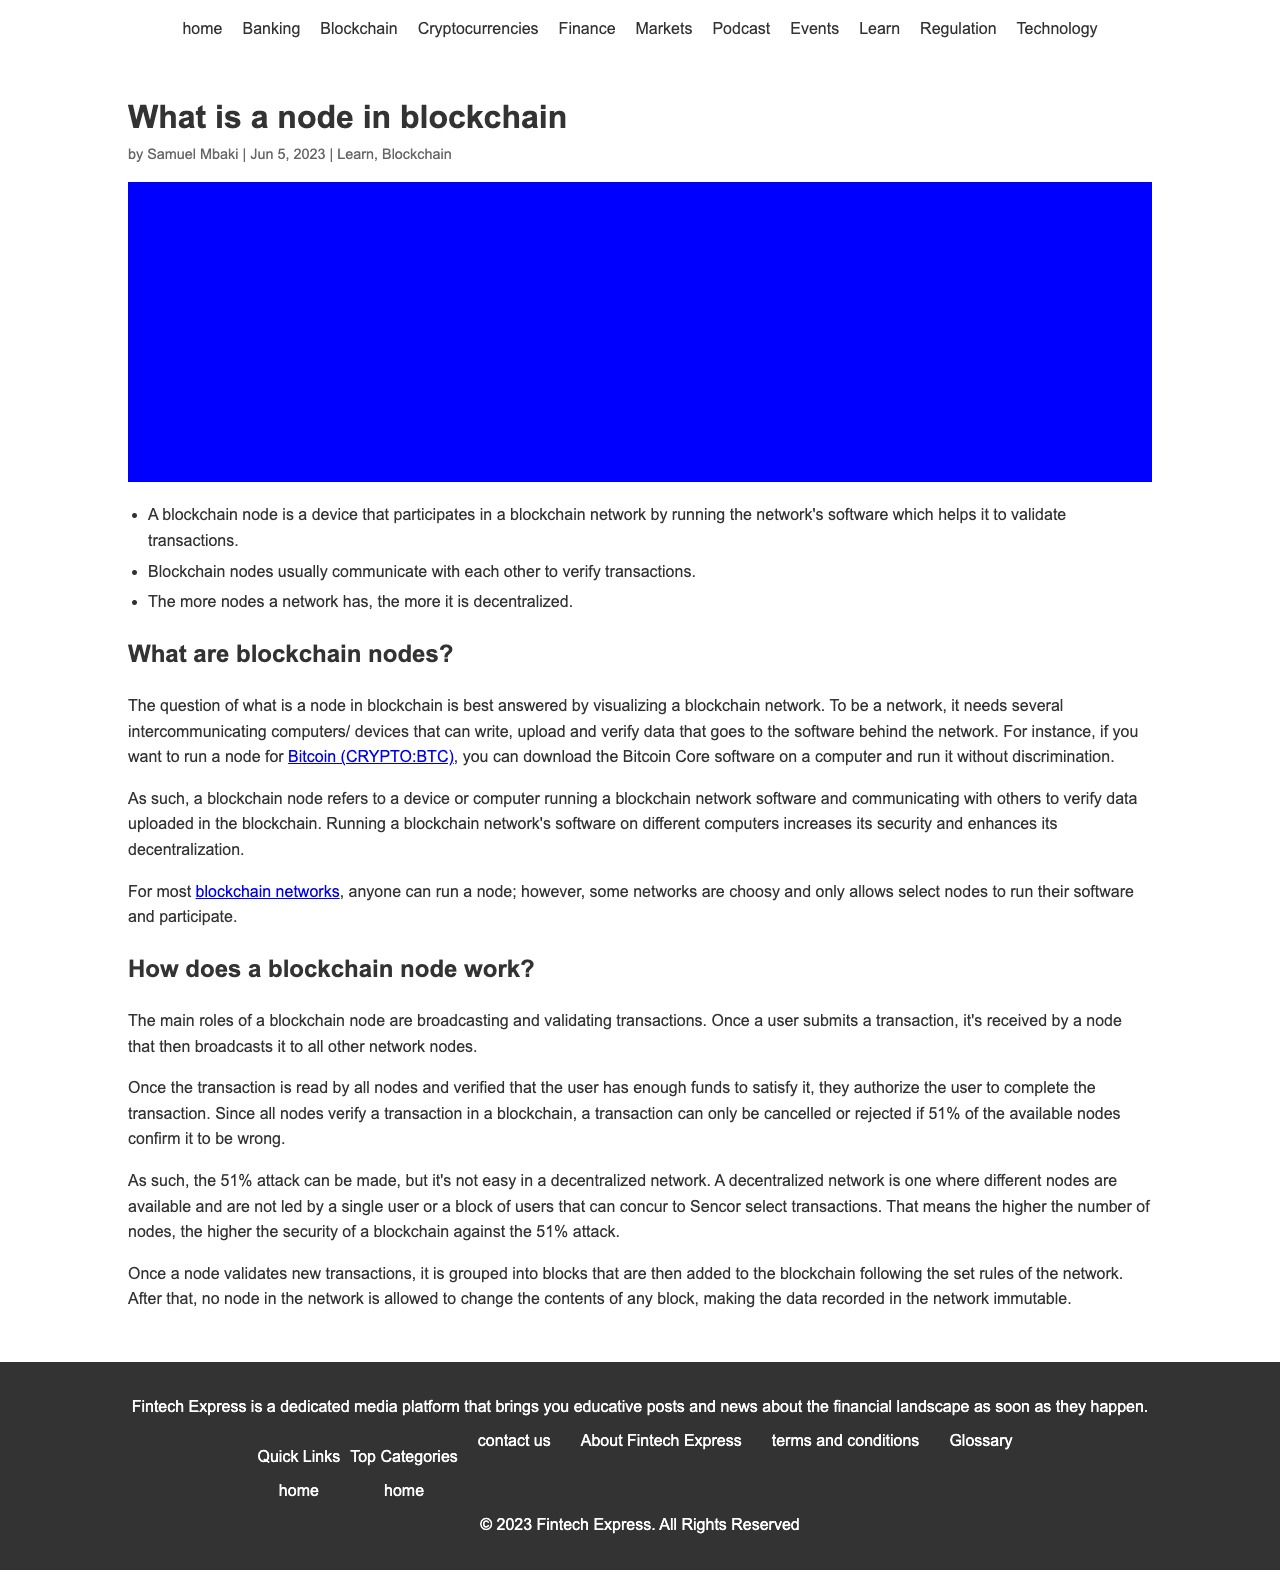 home Banking Blockchain Cryptocurrencies Finance Markets Podcast Events Learn Regulation Technology
What is a node in blockchain
by Samuel Mbaki | Jun 5, 2023 | Learn, Blockchain
• A blockchain node is a device that participates in a blockchain network by running the network's software which helps it to validate
transactions.
• Blockchain nodes usually communicate with each other to verify transactions.
• The more nodes a network has, the more it is decentralized.
What are blockchain nodes?
The question of what is a node in blockchain is best answered by visualizing a blockchain network. To be a network, it needs several
intercommunicating computers/ devices that can write, upload and verify data that goes to the software behind the network. For instance, if you
want to run a node for Bitcoin (CRYPTO:BTC), you can download the Bitcoin Core software on a computer and run it without discrimination.
As such, a blockchain node refers to a device or computer running a blockchain network software and communicating with others to verify data
uploaded in the blockchain. Running a blockchain network's software on different computers increases its security and enhances its
decentralization.
For most blockchain networks, anyone can run a node; however, some networks are choosy and only allows select nodes to run their software
and participate.
How does a blockchain node work?
The main roles of a blockchain node are broadcasting and validating transactions. Once a user submits a transaction, it's received by a node
that then broadcasts it to all other network nodes.
Once the transaction is read by all nodes and verified that the user has enough funds to satisfy it, they authorize the user to complete the
transaction. Since all nodes verify a transaction in a blockchain, a transaction can only be cancelled or rejected if 51% of the available nodes
confirm it to be wrong.
As such, the 51% attack can be made, but it's not easy in a decentralized network. A decentralized network is one where different nodes are
available and are not led by a single user or a block of users that can concur to Sencor select transactions. That means the higher the number of
nodes, the higher the security of a blockchain against the 51% attack.
Once a node validates new transactions, it is grouped into blocks that are then added to the blockchain following the set rules of the network.
After that, no node in the network is allowed to change the contents of any block, making the data recorded in the network immutable.
Fintech Express is a dedicated media platform that brings you educative posts and news about the financial landscape as soon as they happen.
Quick Links Top Categories contact us About Fintech Express terms and conditions Glossary
home home
© 2023 Fintech Express. All Rights Reserved